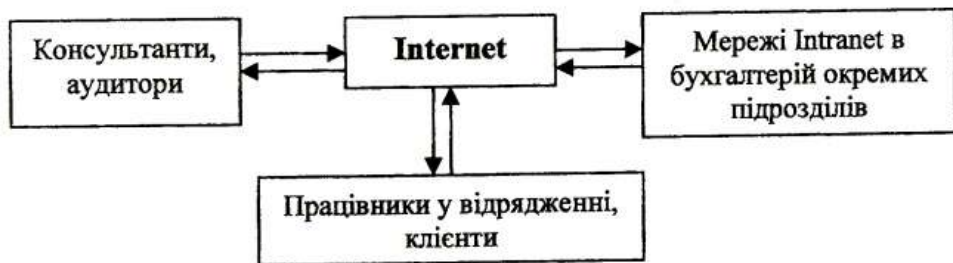 Консультанти,
аудитори
Internet
Мережі Intranet в
бухгалтерій окремих
підрозділів
Працівники у відрядженні,
клієнти